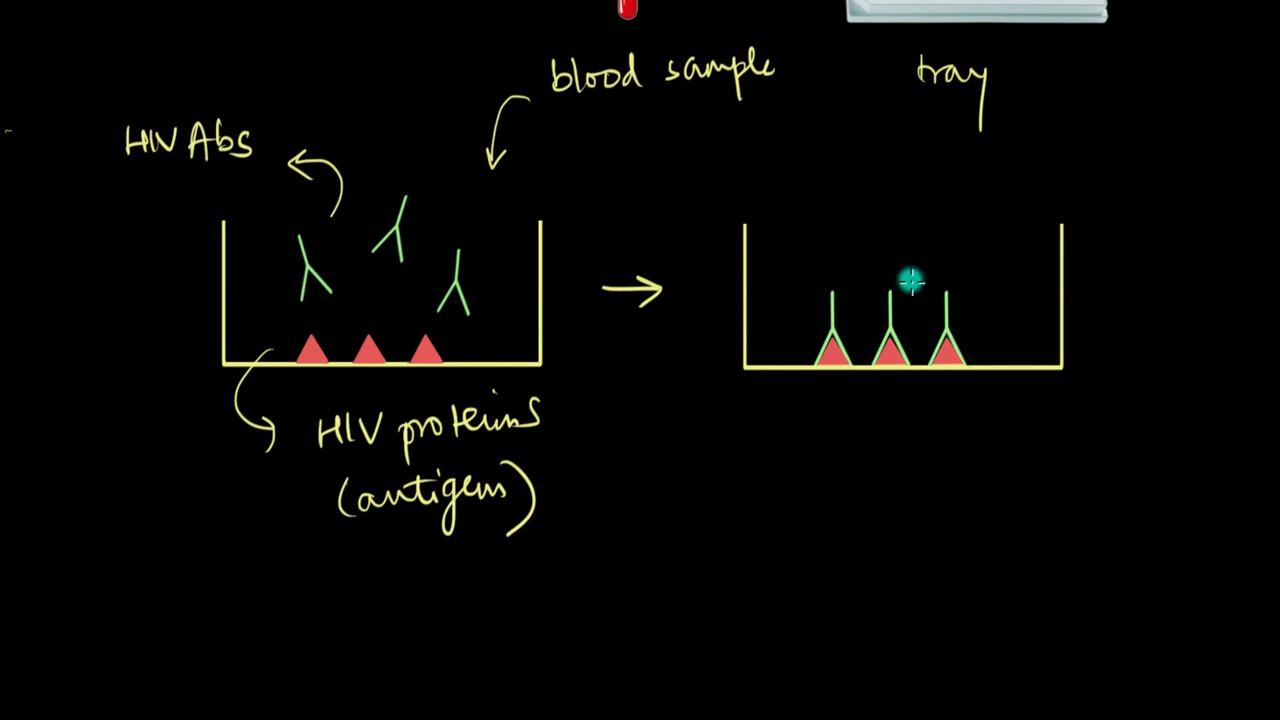 blood sample
tray
HIV Abs
HIV proteins
(antigens)